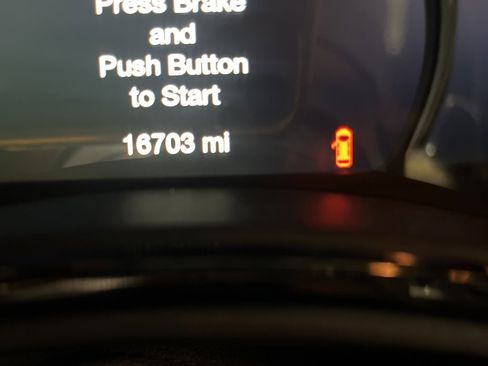 Press Brake
and
Push Button
to Start
16703 mi